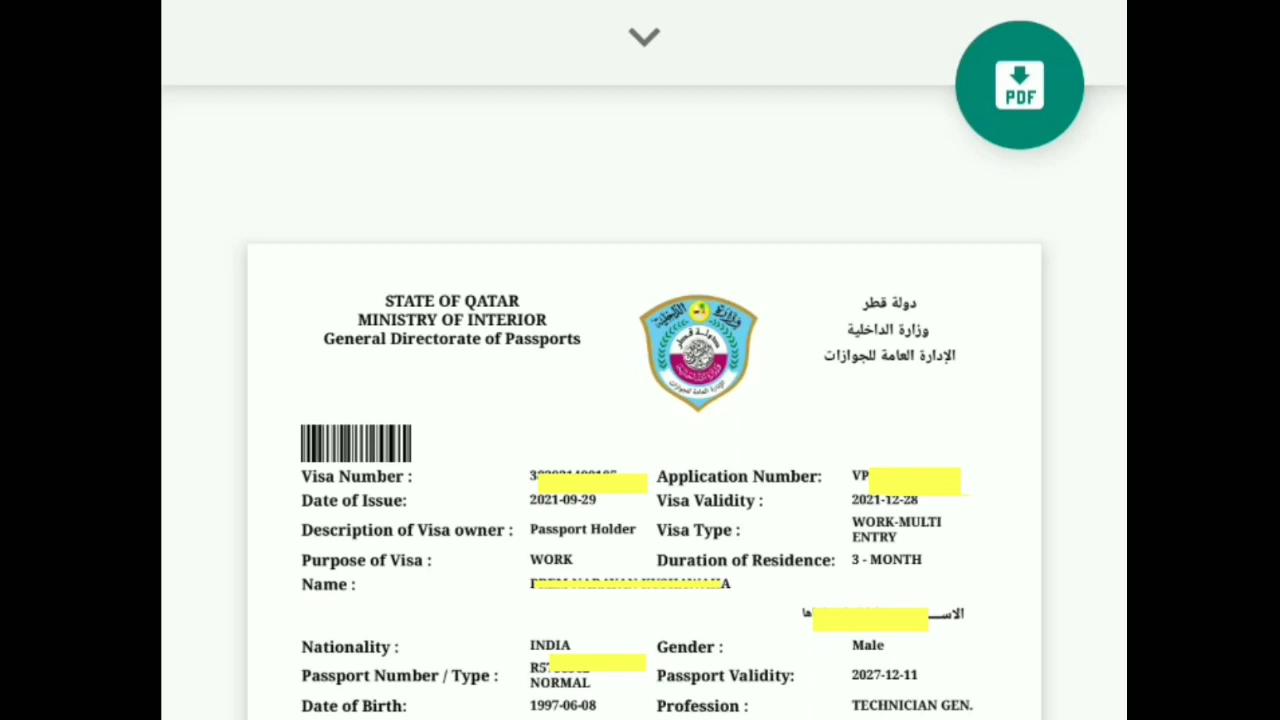 PDF
STATE OF QATAR
MINISTRY OF INTERIOR
General Directorate of Passports
دولة قطر
وزارة الداخلية
الإدارة العامة للجوازات
Visa Number : Application Number: VP
Date of Issue: 2021-09-29 Visa Validity : 2021-12-28
Description of Visa owner : Passport Holder Visa Type : WORK-MULTI
ENTRY
Purpose of Visa : WORK Duration of Residence: 3 - MONTH
Name :
Nationality : INDIA Gender : Male
Passport Number / Type : NORMAL Passport Validity: 2027-12-11
Date of Birth: 1997-06-08 Profession : TECHNICIAN GEN.